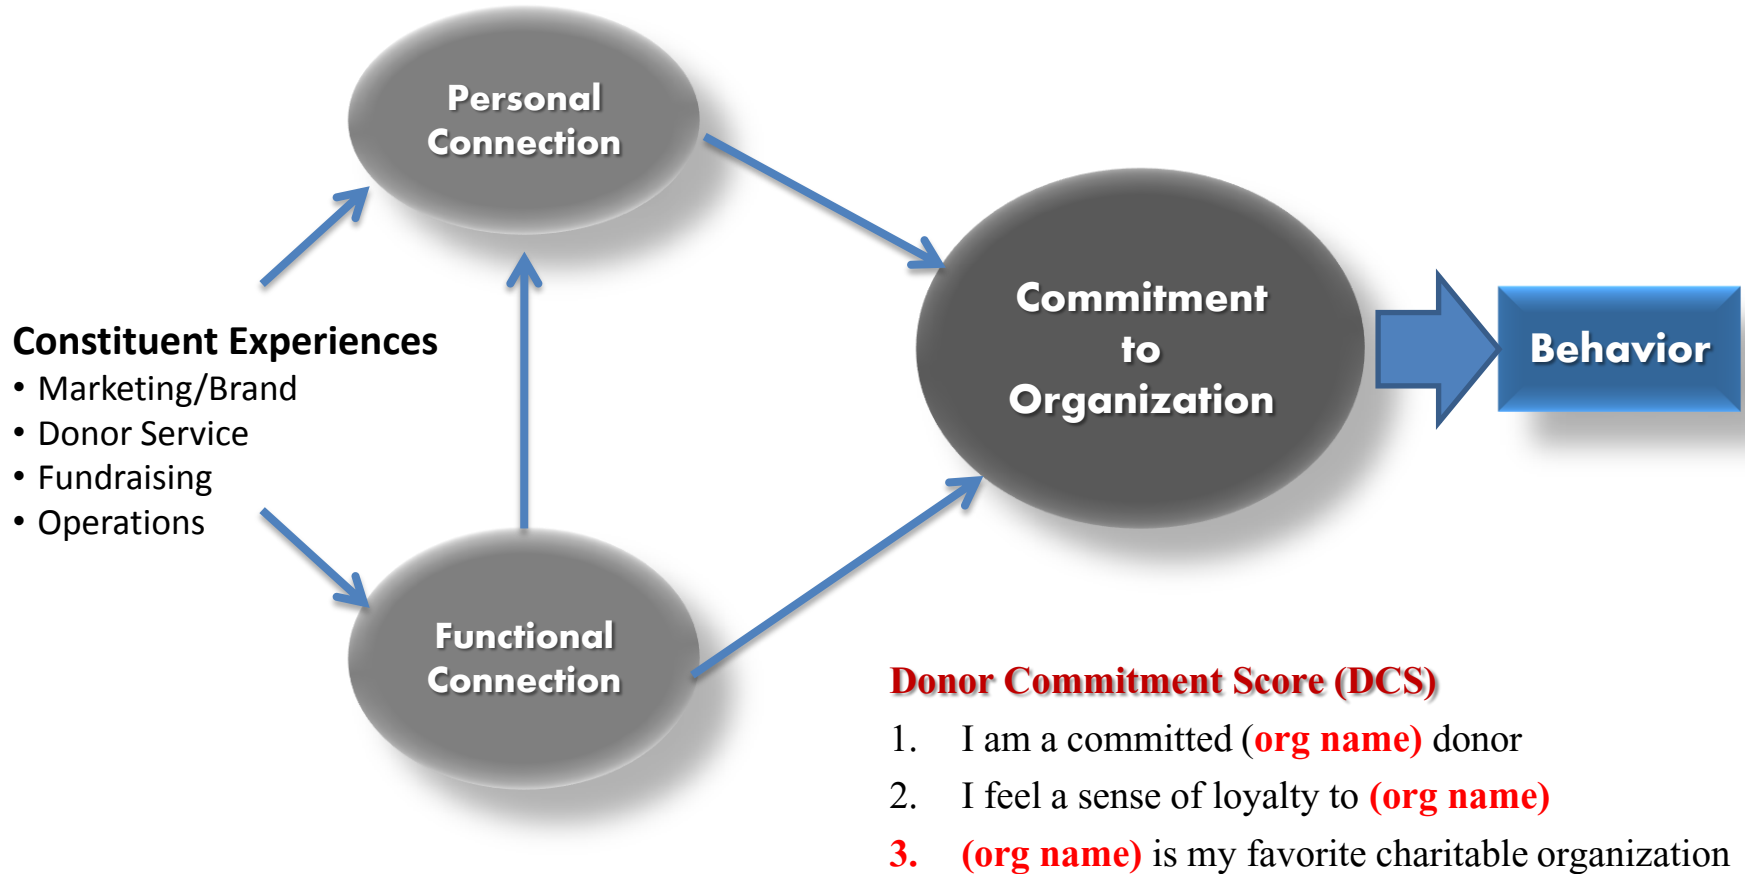 Personal
Connection
Constituent Experiences
• Marketing/Brand
• Donor Service
• Fundraising
• Operations
Functional
Connection
Commitment
to
Organization
Behavior
Donor Commitment Score (DCS)
1. I am a committed (org name) donor
2. I feel a sense of loyalty to (org name)
3. (org name) is my favorite charitable organization